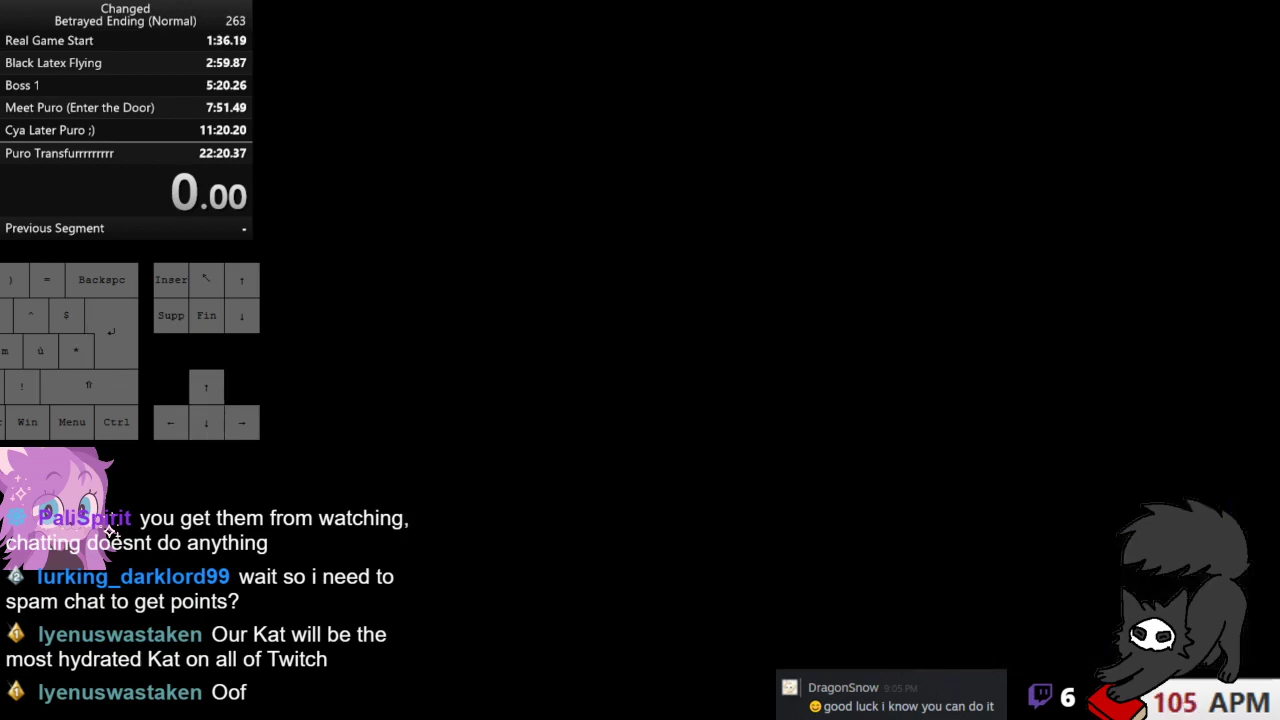 Changed
Betrayed Ending (Normal) 263
Real Game Start 1:36.19
Black Latex Flying 2:59.87
Boss 1 5:20.26
Meet Puro (Enter the Door) 7:51.49
Cya Later Puro ;) 11:20.20
Puro Transfurrrrrrrrr 22:20.37
0.00
Previous Segment -
) = Backspc Inser ↖ ↑
^ $ ↵ Supp Fin ↓
m ù *
! ⇧ ↑
r Win Menu Ctrl ← ↓ →
PaliSpirit you get them from watching,
chatting doesnt do anything
lurking_darklord99 wait so i need to
spam chat to get points?
lyenuswastaken Our Kat will be the
most hydrated Kat on all of Twitch
lyenuswastaken Oof
DragonSnow 9:05 PM
😊good luck i know you can do it
6
105 APM